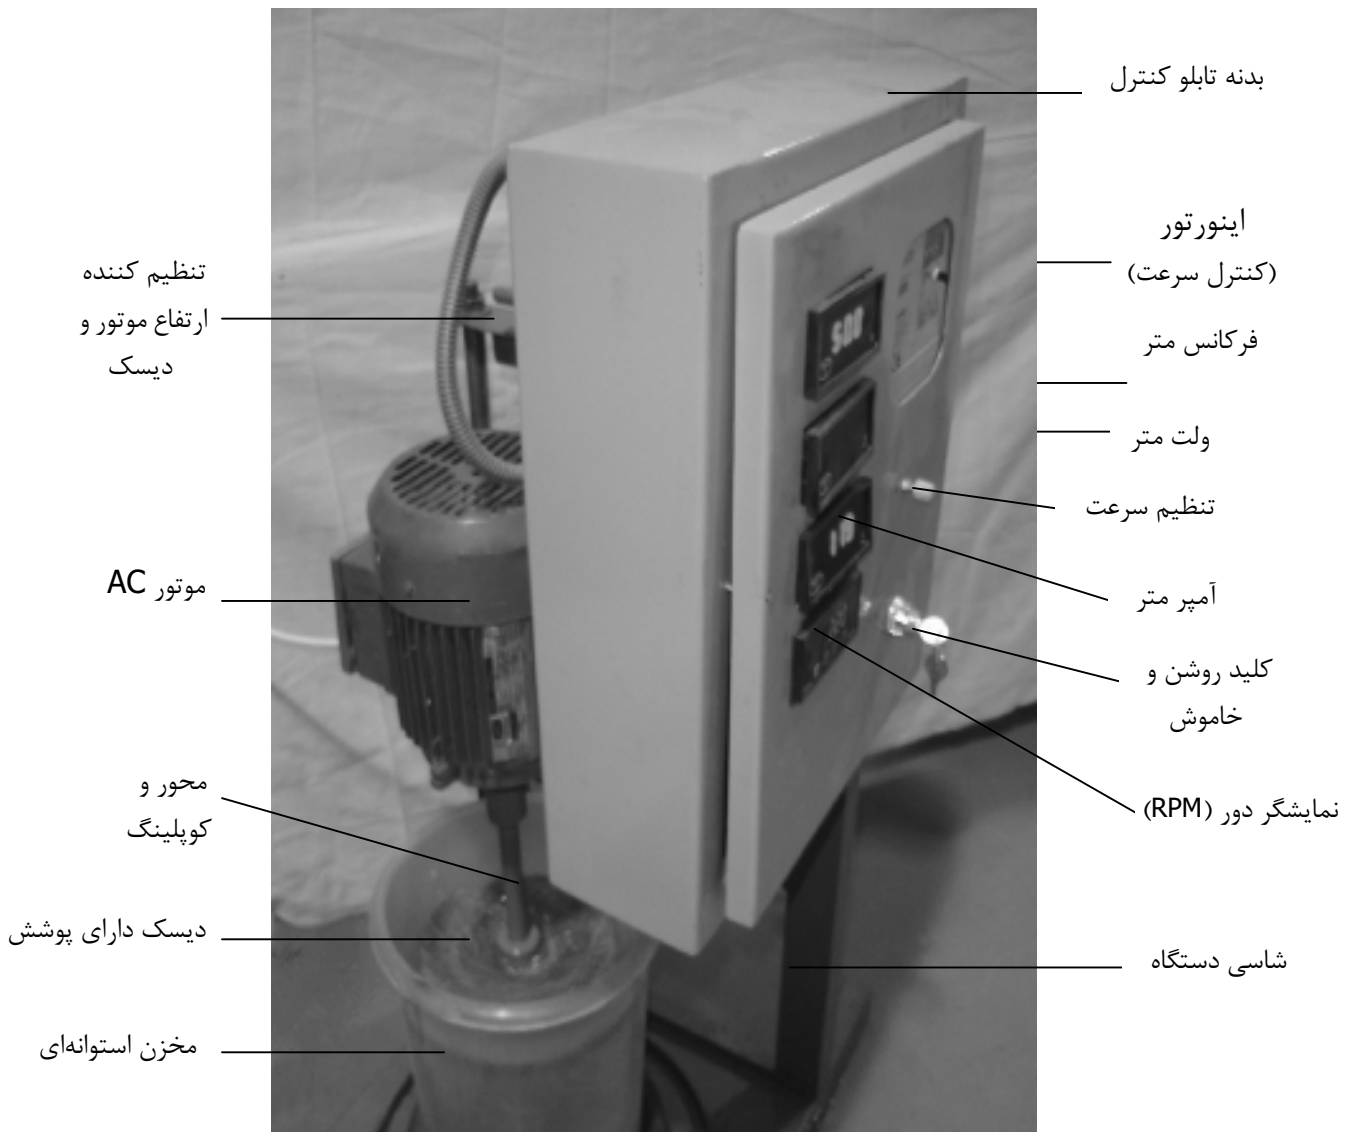 بدنه تابلو کنترل
اینورتور
(کنترل سرعت)
فرکانس متر
ولت متر
تنظیم سرعت
آمپر متر
کلید روشن و
خاموش
نمایشگر دور (RPM)
شاسی دستگاه
تنظیم کننده
ارتفاع موتور و
دیسک
موتور AC
محور و
کوپلینگ
دیسک دارای پوشش
مخزن استوانه‌ای
500